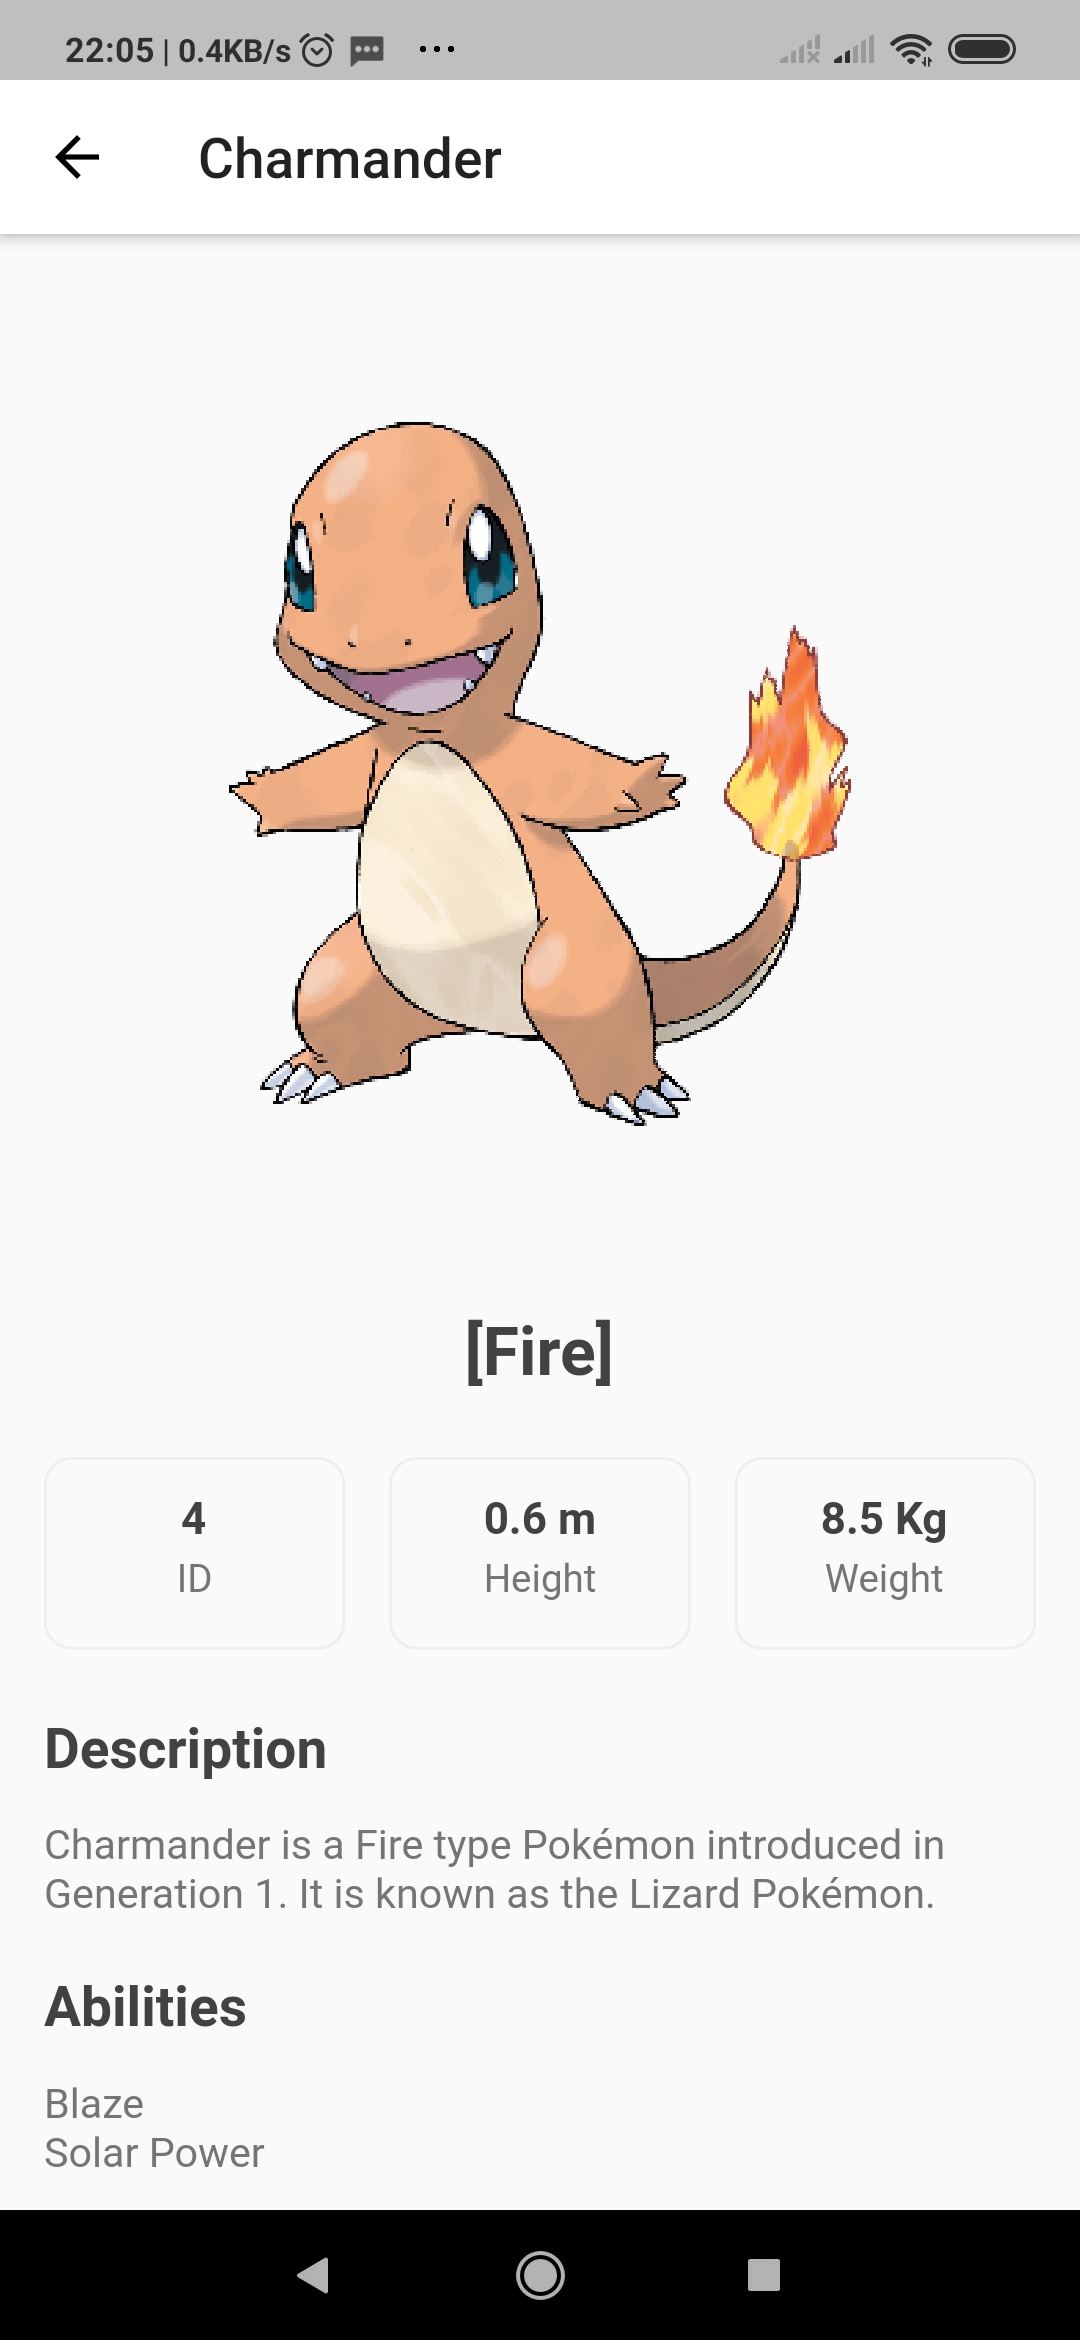 22:05 | 0.4KB/s
Charmander
[Fire]
4 0.6 m 8.5 Kg
ID Height Weight
Description
Charmander is a Fire type Pokémon introduced in
Generation 1. It is known as the Lizard Pokémon.
Abilities
Blaze
Solar Power